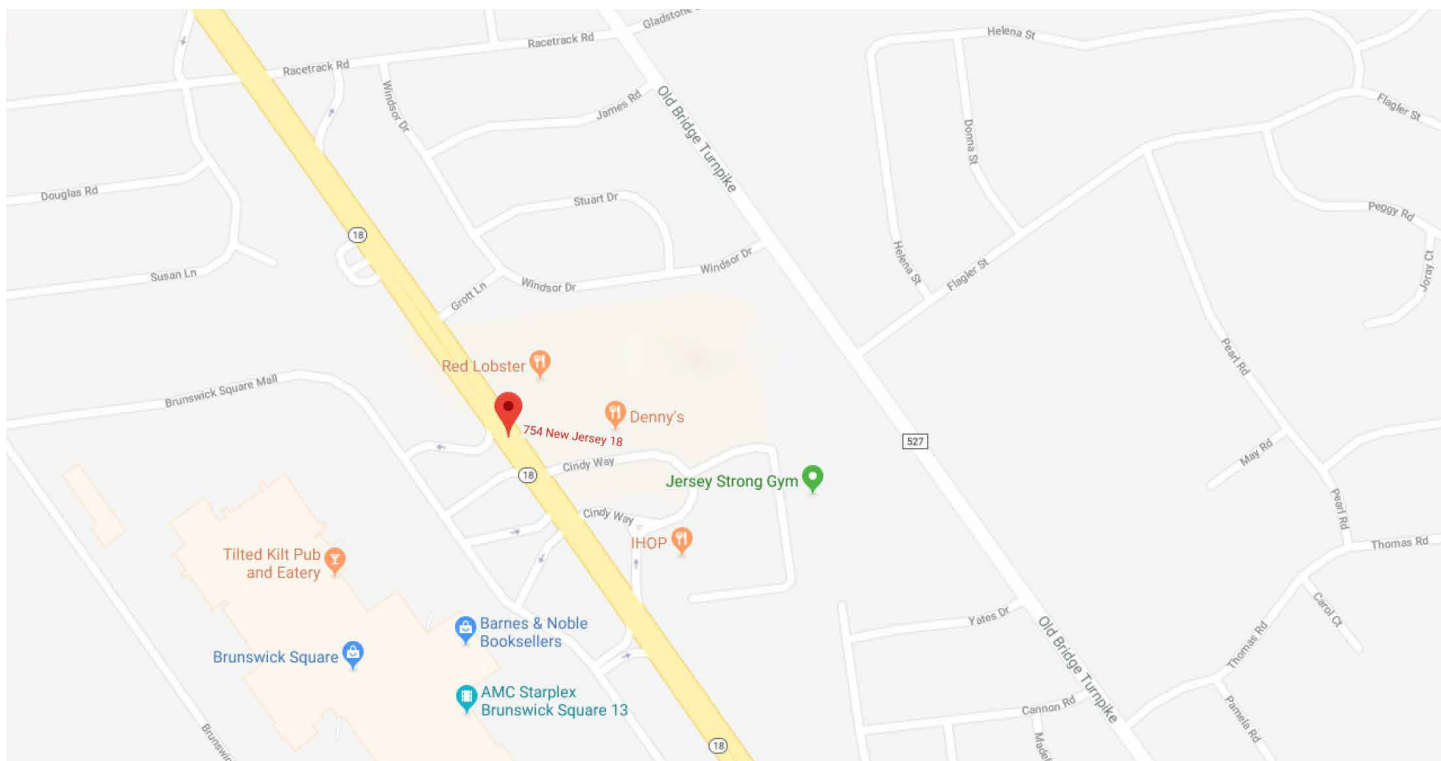 Gladstone
Racetrack Rd
Racetrack Rd
Helena St
Windsor Dr
James Rd
Old Bridge Turnpike
Flagler St
Donna St
Douglas Rd
Stuart Dr
Peggy Rd
18
Helena St
Joray Ct
Susan Ln
Windsor Dr
Flagler St
Grott Ln
Windsor Dr
Pearl Rd
Red Lobster
Brunswick Square Mall
Denny's
754 New Jersey 18
527
May Rd
18
Cindy Way
Jersey Strong Gym
Cindy Way
Pearl Rd
IHOP
Thomas Rd
Tilted Kilt Pub
and Eatery
Carol Ct
Yates Dr
Barnes & Noble
Booksellers
Old Bridge Turnpike
Thomas Rd
Brunswick Square
AMC Starplex
Brunswick Square 13
Cannon Rd
Pamela Rd
18